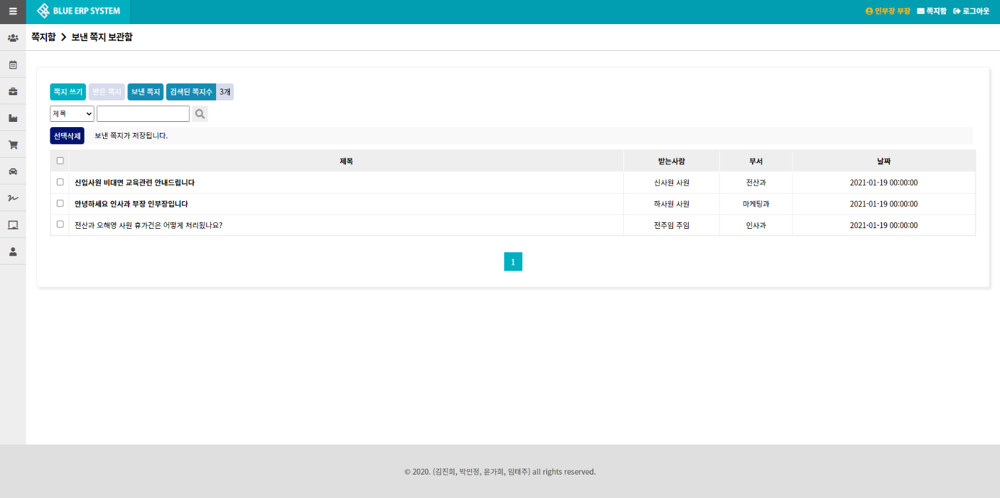 BLUE ERP SYSTEM
인부장 부장 쪽지함 로그아웃
쪽지함 보낸 쪽지 보관함
쪽지 쓰기 받은 쪽지 보낸 쪽지 검색된 쪽지수 3개
제목
선택삭제 보낸 쪽지가 저장됩니다.
제목 받는사람 부서 날짜
신입사원 비대면 교육관련 안내드립니다 신사원 사원 전산과 2021-01-19 00:00:00
안녕하세요 인사과 부장 인부장입니다 하사원 사원 마케팅과 2021-01-19 00:00:00
전산과 오해영 사원 휴가건은 어떻게 처리됬나요? 전주임 주임 인사과 2021-01-19 00:00:00
1
© 2020. (김진희, 박민정, 윤가희, 임태주) all rights reserved.